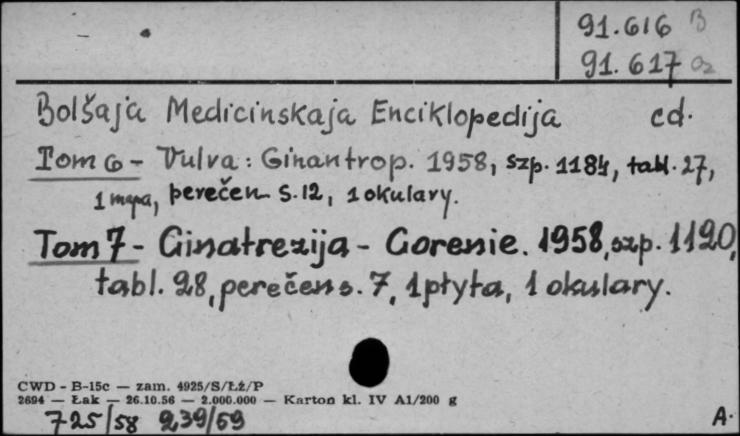 91.616 B
91.617 Oz
Bolšaja Medicinskaja Enciklopedija cd.
Tom 6 - Vulva: Ginantrop. 1958, szp. 1184, tabl. 27,
1 mapa, perečen s. 12, 1 okulary.
Tom 7 - Ginatrezija - Gorenie. 1958, szp. 1120,
tabl. 28, perečen s. 7, 1 płyta, 1 okulary.
CWD - B-15c — zam. 4925/S/Łź/P
2694 — Łak — 26.10.56 — 2.000.000 — Karton kl. IV A1/200 g
725/58 239/59
A.